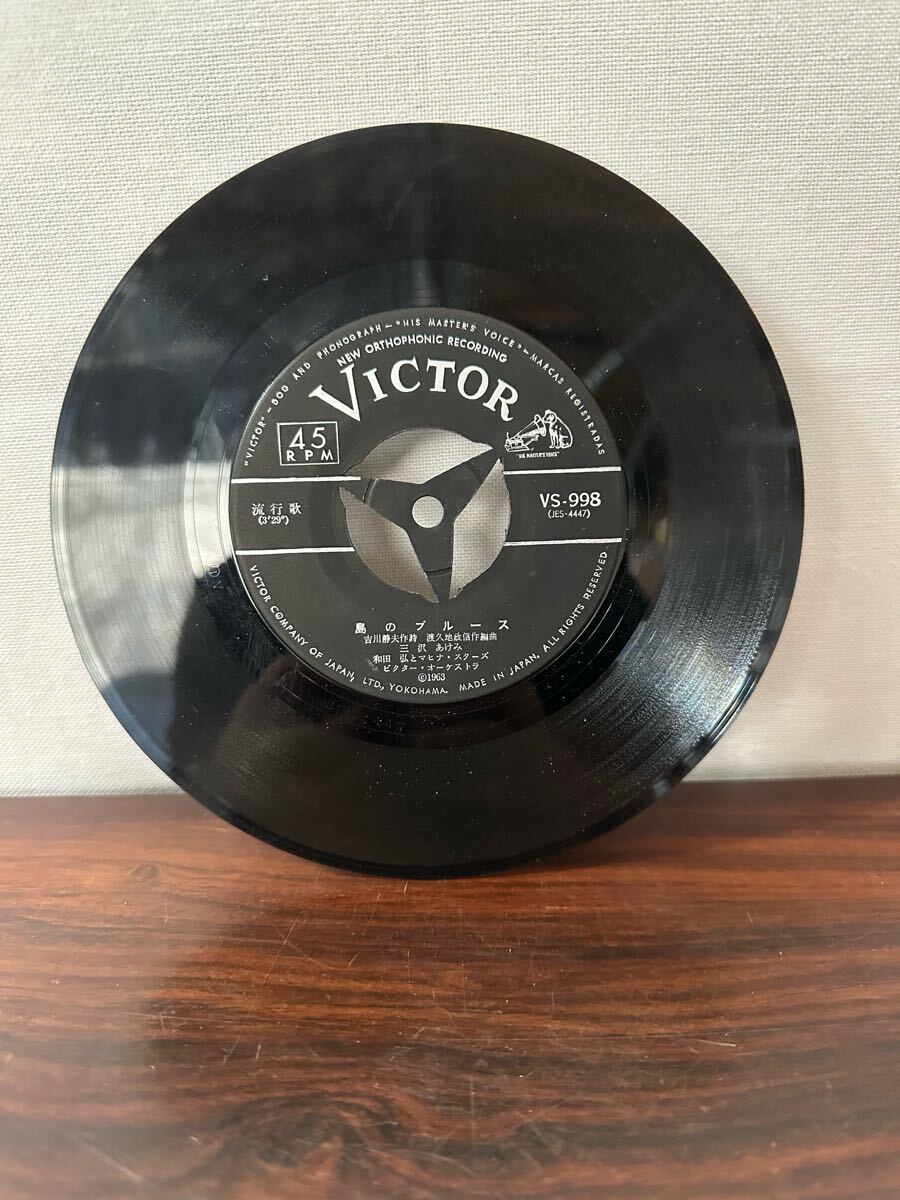 "VICTOR" – DOG AND PHONOGRAPH – "HIS MASTER'S VOICE" – MARCAS REGISTRADAS
NEW ORTHOPHONIC RECORDING
VICTOR
45
RPM
"HIS MASTER'S VOICE"
流行歌
(3'29")
VS-998
(JES-4447)
島のブルース
吉川静夫作詩 渡久地政信作編曲
三沢 あけみ
和田 弘とマヒナ・スターズ
ビクター・オーケストラ
©1963
VICTOR COMPANY OF JAPAN, LTD., YOKOHAMA. MADE IN JAPAN, ALL RIGHTS RESERVED